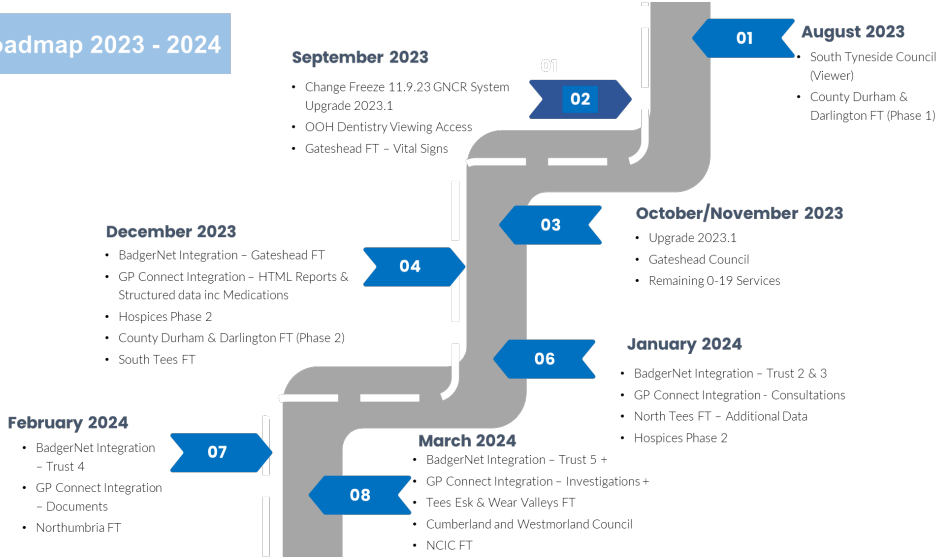 oadmap 2023 - 2024
01
August 2023
• South Tyneside Council
(Viewer)
• County Durham &
Darlington FT (Phase 1)
September 2023
01
• Change Freeze 11.9.23 GNCR System
Upgrade 2023.1
• OOH Dentistry Viewing Access
• Gateshead FT – Vital Signs
02
03
October/November 2023
• Upgrade 2023.1
• Gateshead Council
• Remaining 0-19 Services
December 2023
• BadgerNet Integration – Gateshead FT
• GP Connect Integration – HTML Reports &
Structured data inc Medications
• Hospices Phase 2
• County Durham & Darlington FT (Phase 2)
• South Tees FT
04
06
January 2024
• BadgerNet Integration – Trust 2 & 3
• GP Connect Integration - Consultations
• North Tees FT – Additional Data
• Hospices Phase 2
February 2024
• BadgerNet Integration
– Trust 4
• GP Connect Integration
– Documents
• Northumbria FT
07
08
March 2024
• BadgerNet Integration – Trust 5 +
• GP Connect Integration – Investigations +
• Tees Esk & Wear Valleys FT
• Cumberland and Westmorland Council
• NCIC FT